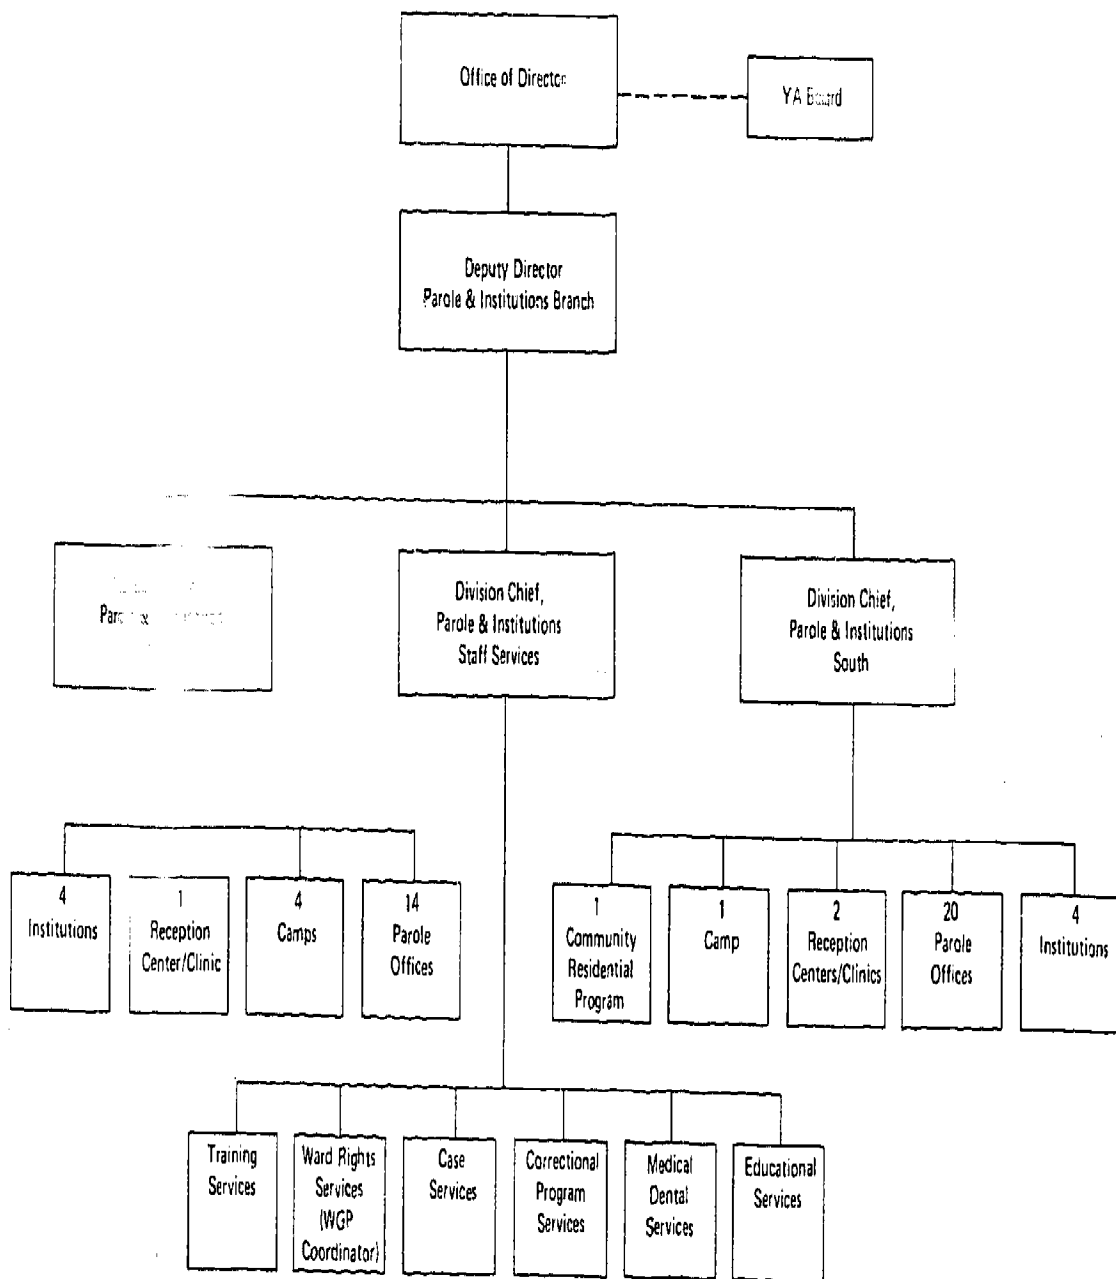 Office of Director
YA Board
Deputy Director
Parole & Institutions Branch
Division Chief,
Parole & Institutions
Staff Services
Division Chief,
Parole & Institutions
South
4
Institutions
1
Reception
Center/Clinic
4
Camps
14
Parole
Offices
1
Community
Residential
Program
1
Camp
2
Reception
Centers/Clinics
20
Parole
Offices
4
Institutions
Training
Services
Ward Rights
Services
(WGP
Coordinator)
Case
Services
Correctional
Program
Services
Medical
Dental
Services
Educational
Services